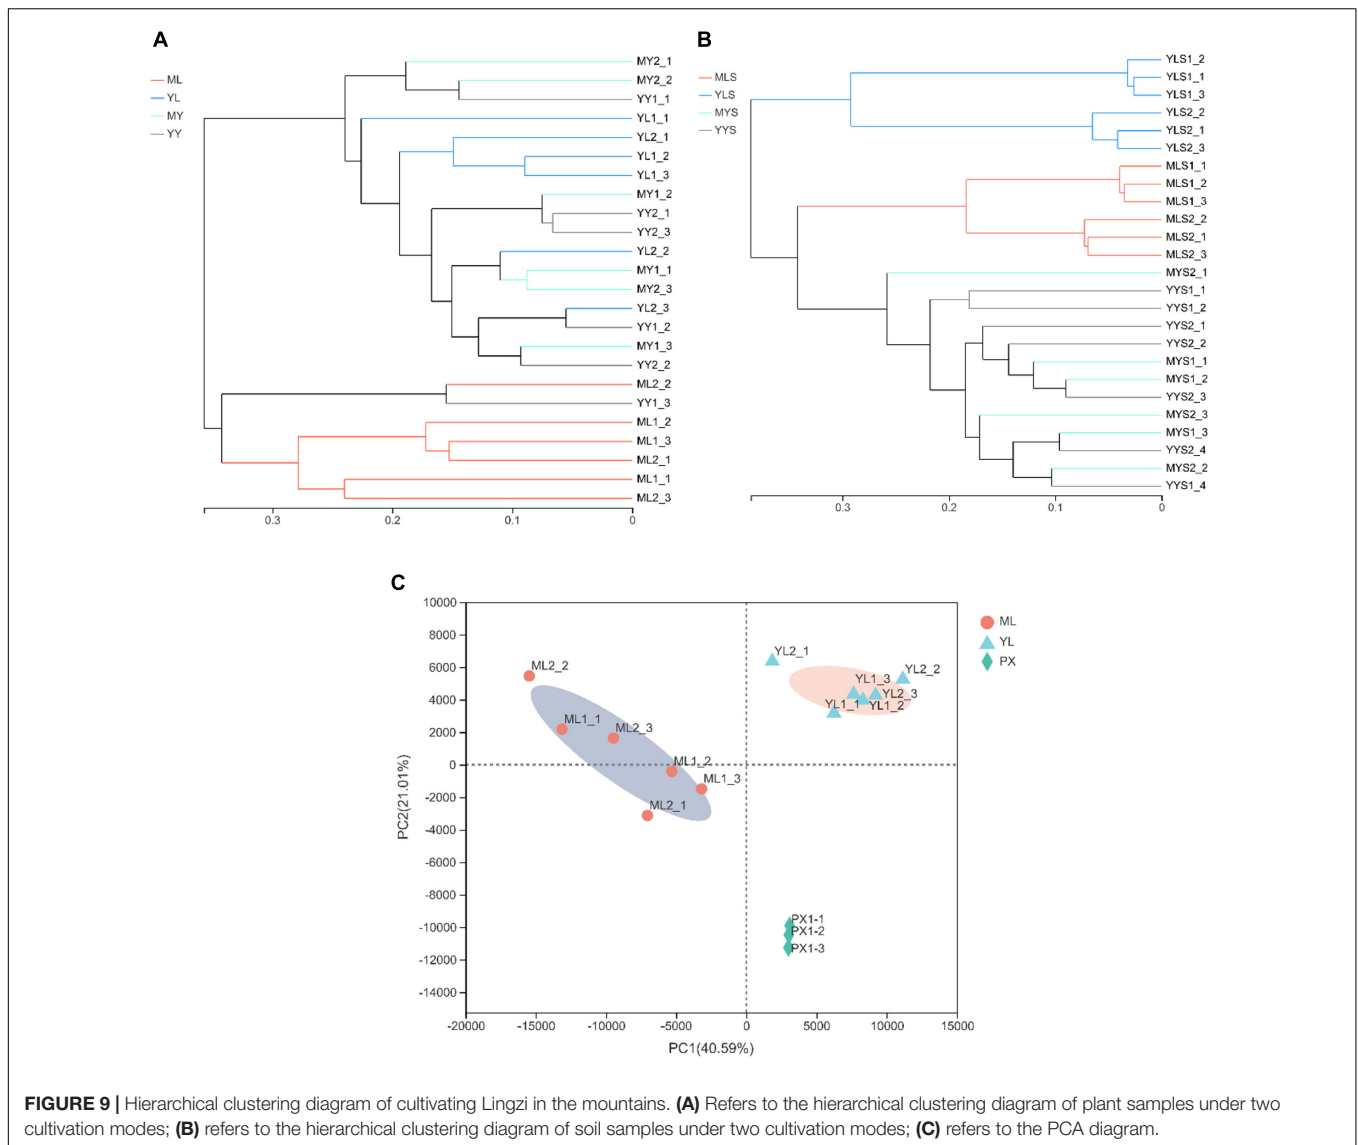 A
ML
YL
MY
YY
MY2_1
MY2_2
YY1_1
YL1_1
YL2_1
YL1_2
YL1_3
MY1_2
YY2_1
YY2_3
YL2_2
MY1_1
MY2_3
YL2_3
YY1_2
MY1_3
YY2_2
ML2_2
YY1_3
ML1_2
ML1_3
ML2_1
ML1_1
ML2_3
0.3 0.2 0.1 0
B
MLS
YLS
MYS
YYS
YLS1_2
YLS1_1
YLS1_3
YLS2_2
YLS2_1
YLS2_3
MLS1_1
MLS1_2
MLS1_3
MLS2_2
MLS2_1
MLS2_3
MYS2_1
YYS1_1
YYS1_2
YYS2_1
YYS2_2
MYS1_1
MYS1_2
YYS2_3
MYS2_3
MYS1_3
YYS2_4
MYS2_2
YYS1_4
0.3 0.2 0.1 0
C
10000
8000
6000
4000
2000
0
-2000
-4000
-6000
-8000
-10000
-12000
-14000
PC2(21.01%)
ML2_2
ML1_1
ML2_3
ML1_2
ML1_3
ML2_1
YL2_1
YL2_2
YL1_3
YL2_3
YL1_1
YL1_2
PX1-1
PX1-2
PX1-3
ML
YL
PX
-20000 -15000 -10000 -5000 0 5000 10000 15000
PC1(40.59%)
FIGURE 9 | Hierarchical clustering diagram of cultivating Lingzi in the mountains. (A) Refers to the hierarchical clustering diagram of plant samples under two
cultivation modes; (B) refers to the hierarchical clustering diagram of soil samples under two cultivation modes; (C) refers to the PCA diagram.